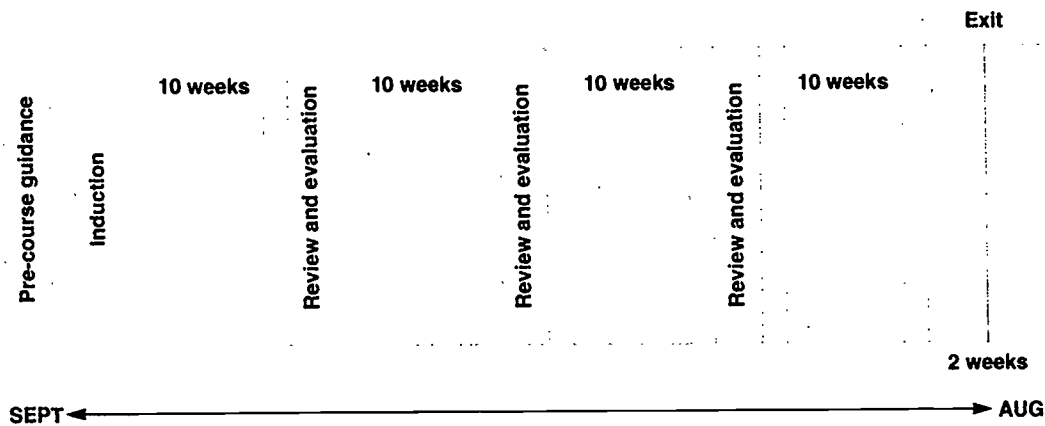 Exit
10 weeks
10 weeks
10 weeks
10 weeks
Pre-course guidance
Induction
Review and evaluation
Review and evaluation
Review and evaluation
2 weeks
SEPT
AUG